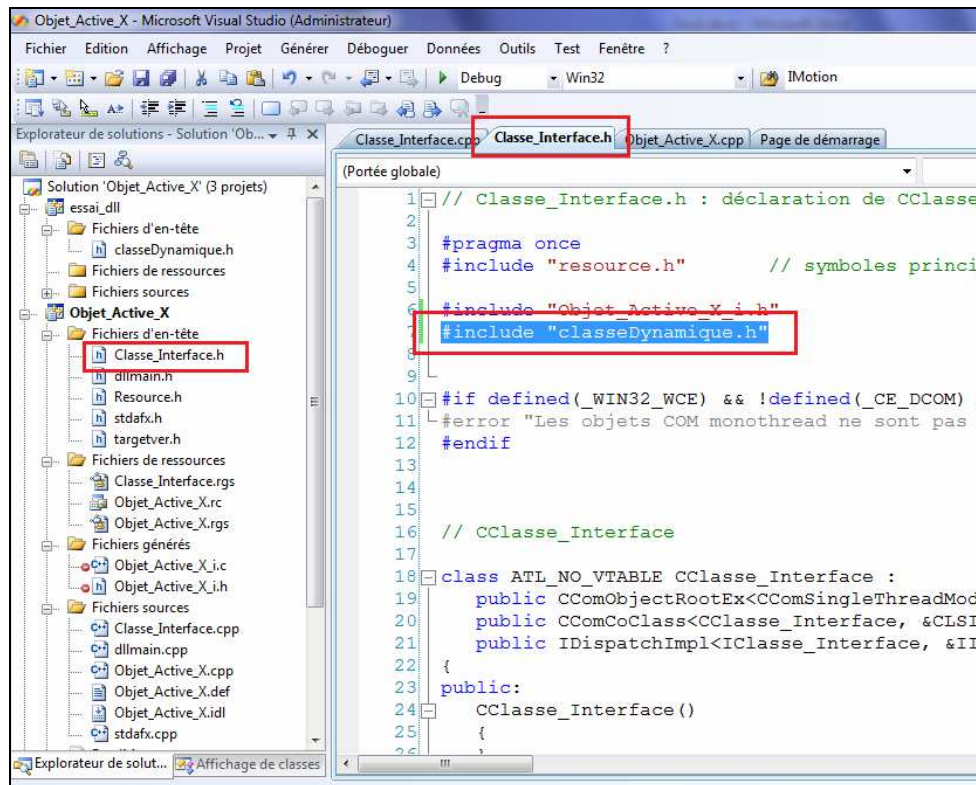 Objet_Active_X - Microsoft Visual Studio (Administrateur)
Fichier Edition Affichage Projet Générer Déboguer Données Outils Test Fenêtre ?
Debug Win32 IMotion
Explorateur de solutions - Solution 'Ob...
Solution 'Objet_Active_X' (3 projets)
essai_dll
Fichiers d'en-tête
classeDynamique.h
Fichiers de ressources
Fichiers sources
Objet_Active_X
Fichiers d'en-tête
Classe_Interface.h
dllmain.h
Resource.h
stdafx.h
targetver.h
Fichiers de ressources
Classe_Interface.rgs
Objet_Active_X.rc
Objet_Active_X.rgs
Fichiers générés
Objet_Active_X_i.c
Objet_Active_X_i.h
Fichiers sources
Classe_Interface.cpp
dllmain.cpp
Objet_Active_X.cpp
Objet_Active_X.def
Objet_Active_X.idl
stdafx.cpp
Explorateur de solut... Affichage de classes
Classe_Interface.cpp Classe_Interface.h Objet_Active_X.cpp Page de démarrage
(Portée globale)
1 // Classe_Interface.h : déclaration de CClasse
2
3 #pragma once
4 #include "resource.h" // symboles princi
5
6 #include "Objet_Active_X_i.h"
7 #include "classeDynamique.h"
8
9
10 #if defined(_WIN32_WCE) && !defined(_CE_DCOM)
11 #error "Les objets COM monothread ne sont pas
12 #endif
13
14
15
16 // CClasse_Interface
17
18 class ATL_NO_VTABLE CClasse_Interface :
19 public CComObjectRootEx<CComSingleThreadMod
20 public CComCoClass<CClasse_Interface, &CLSI
21 public IDispatchImpl<IClasse_Interface, &II
22 {
23 public:
24 CClasse_Interface()
25 {
26 }